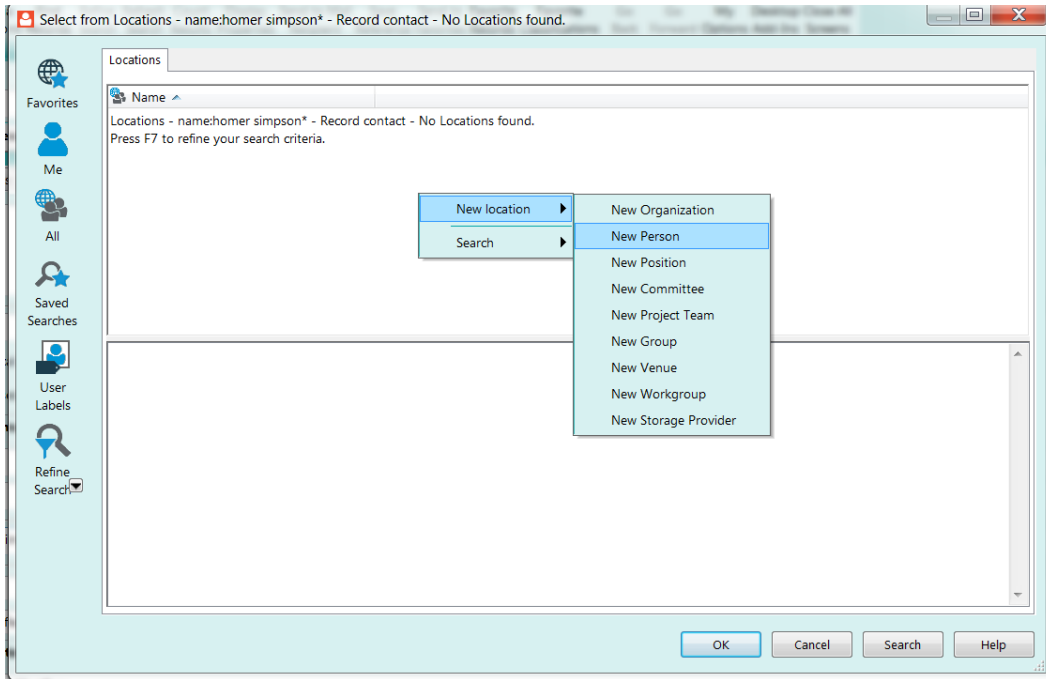 Select from Locations - name:homer simpson* - Record contact - No Locations found.
Locations
Favorites
Name
Locations - name:homer simpson* - Record contact - No Locations found.
Press F7 to refine your search criteria.
Me
All
Saved
Searches
User
Labels
Refine
Search
New location
Search
New Organization
New Person
New Position
New Committee
New Project Team
New Group
New Venue
New Workgroup
New Storage Provider
OK
Cancel
Search
Help